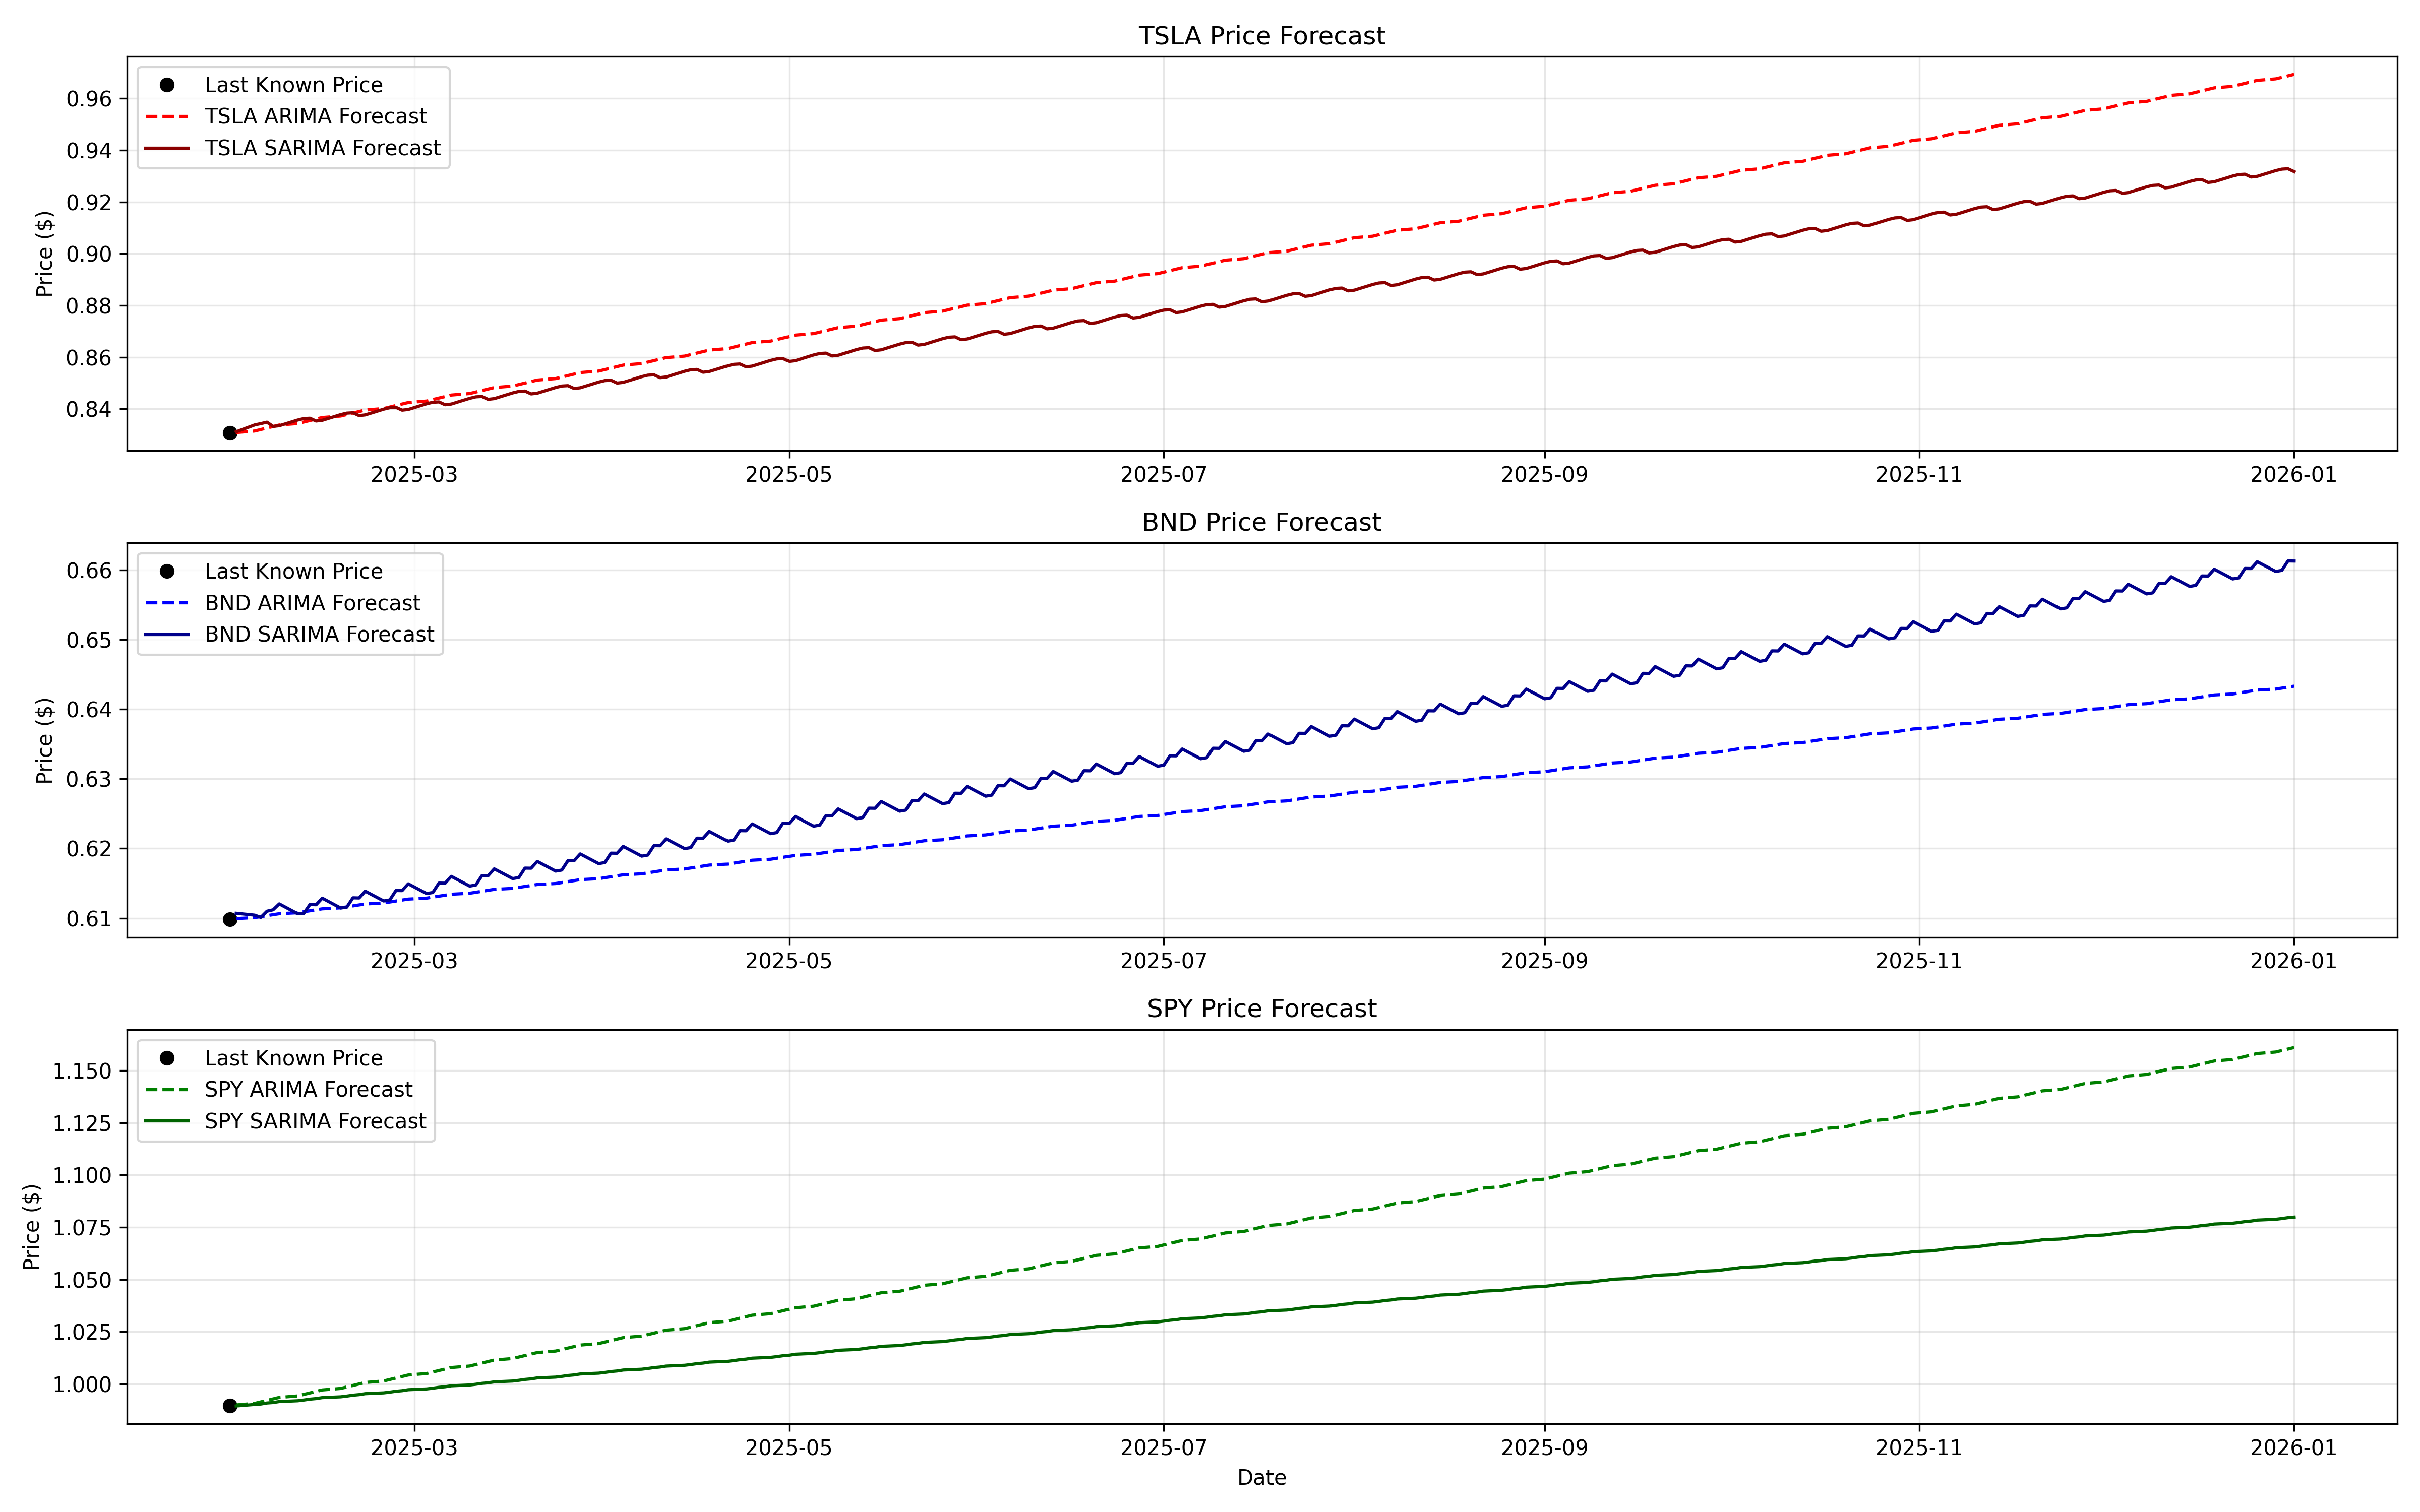 TSLA Price Forecast
Last Known Price
TSLA ARIMA Forecast
TSLA SARIMA Forecast
Price ($)
0.96
0.94
0.92
0.90
0.88
0.86
0.84
2025-03 2025-05 2025-07 2025-09 2025-11 2026-01
BND Price Forecast
Last Known Price
BND ARIMA Forecast
BND SARIMA Forecast
Price ($)
0.66
0.65
0.64
0.63
0.62
0.61
2025-03 2025-05 2025-07 2025-09 2025-11 2026-01
SPY Price Forecast
Last Known Price
SPY ARIMA Forecast
SPY SARIMA Forecast
Price ($)
1.150
1.125
1.100
1.075
1.050
1.025
1.000
2025-03 2025-05 2025-07 2025-09 2025-11 2026-01
Date